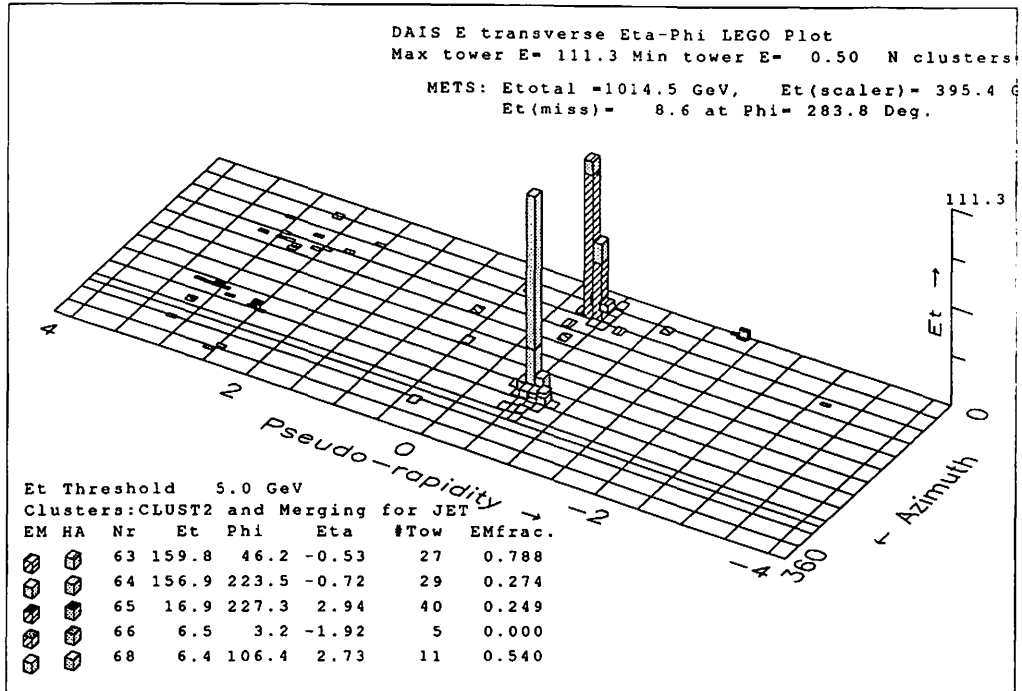 DAIS E transverse Eta-Phi LEGO Plot
Max tower E= 111.3 Min tower E= 0.50 N clusters
METS: Etotal =1014.5 GeV, Et(scaler)= 395.4 G
Et(miss)= 8.6 at Phi= 283.8 Deg.
111.3
Et →
0
4
2
0
-2
-4
Pseudo-rapidity →
360
← Azimuth
Et Threshold 5.0 GeV
Clusters:CLUST2 and Merging for JET
EM HA Nr Et Phi Eta #Tow EMfrac.
63 159.8 46.2 -0.53 27 0.788
64 156.9 223.5 -0.72 29 0.274
65 16.9 227.3 2.94 40 0.249
66 6.5 3.2 -1.92 5 0.000
68 6.4 106.4 2.73 11 0.540